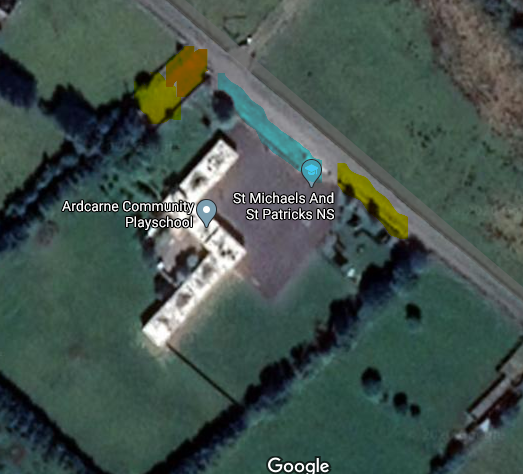 Ardcarne Community
Playschool
St Michaels And
St Patricks NS
Google